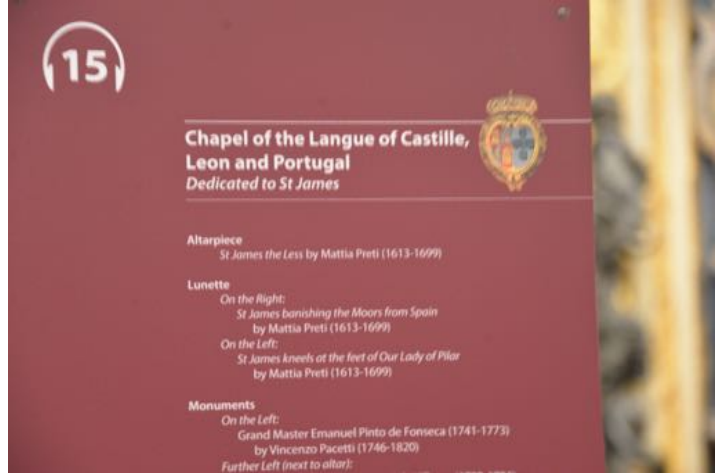 15
Chapel of the Langue of Castille,
Leon and Portugal
Dedicated to St James
Altarpiece
St James the Less by Mattia Preti (1613-1699)
Lunette
On the Right:
St James banishing the Moors from Spain
by Mattia Preti (1613-1699)
On the Left:
St James kneels at the feet of Our Lady of Pilar
by Mattia Preti (1613-1699)
Monuments
On the Left:
Grand Master Emanuel Pinto de Fonseca (1741-1773)
by Vincenzo Pacetti (1746-1820)
Further Left (next to altar):